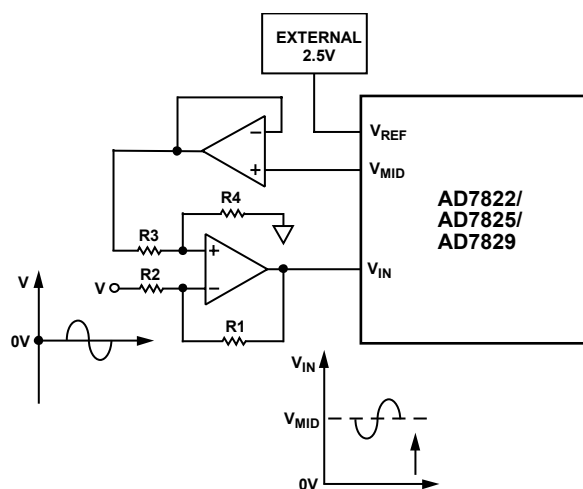 EXTERNAL
2.5V
VREF
VMID
AD7822/
AD7825/
AD7829
R4
R3
V
R2
VIN
R1
V
0V
VIN
VMID
0V